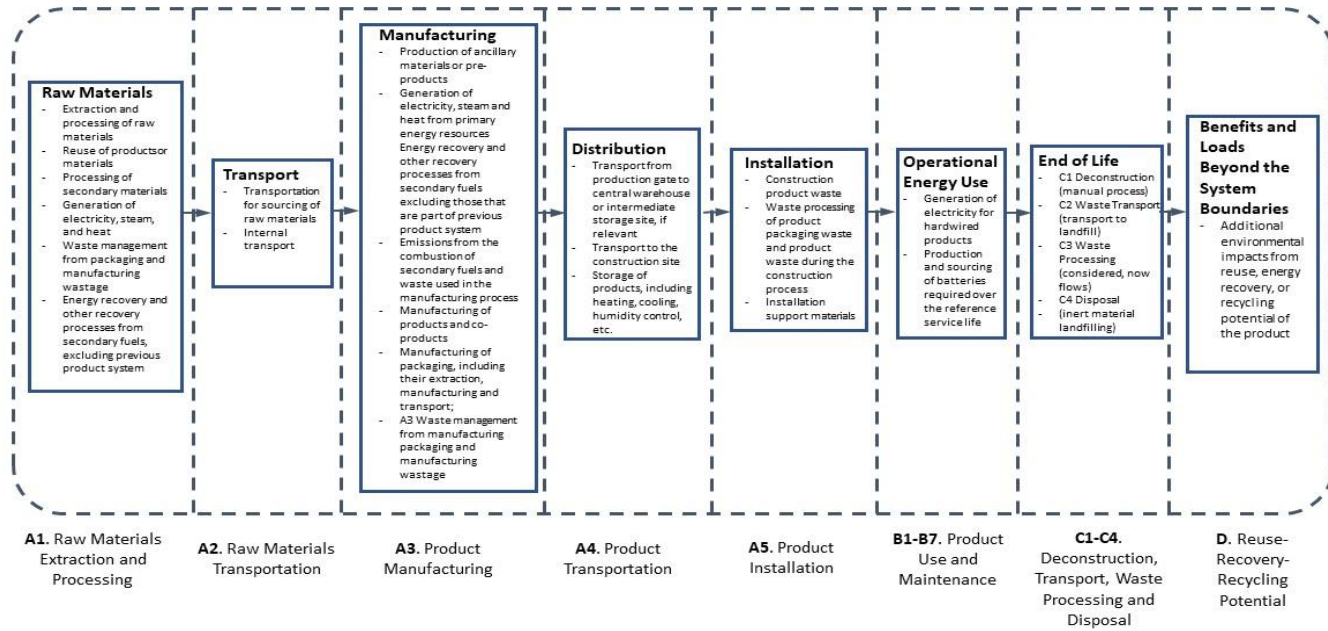 Raw Materials
- Extraction and
processing of raw
materials
- Reuse of productsor
materials
- Processing of
secondary materials
- Generation of
electricity, steam,
and heat
- Waste management
from packaging and
manufacturing
wastage
- Energy recovery and
other recovery
processes from
secondary fuels,
excluding previous
product system
Transport
- Transportation
for sourcing of
raw materials
- Internal
transport
Manufacturing
- Production of ancillary
materials or pre-
products
- Generation of
electricity, steam and
heat from primary
energy resources
Energy recovery and
other recovery
processes from
secondary fuels
excluding those that
are part of previous
product system
- Emissions from the
combustion of
secondary fuels and
waste used in the
manufacturing process
- Manufacturing of
products and co-
products
- Manufacturing of
packaging, including
their extraction,
manufacturing and
transport;
- A3 Waste management
from manufacturing
packaging and
manufacturing
wastage
Distribution
- Transport from
production gate to
central warehouse
or intermediate
storage site, if
relevant
- Transport to the
construction site
- Storage of
products, including
heating, cooling,
humidity control,
etc.
Installation
- Construction
product waste
- Waste processing of
product
packaging waste
and product
waste during the
construction
process
- Installation
support materials
Operational
Energy Use
- Generation of
electricity for
hardwired
products
- Production
and sourcing
of batteries
required over
the reference
service life
End of Life
- C1 Deconstruction
(manual process)
- C2 Waste Transport
(transport to
landfill)
- C3 Waste
Processing
(considered, now
flows)
- C4 Disposal
- (inert material
landfilling)
Benefits and
Loads
Beyond the
System
Boundaries
- Additional
environmental
impacts from
reuse, energy
recovery, or
recycling
potential of
the product
A1. Raw Materials
Extraction and
Processing
A2. Raw Materials
Transportation
A3. Product
Manufacturing
A4. Product
Transportation
A5. Product
Installation
B1-B7. Product
Use and
Maintenance
C1-C4.
Deconstruction,
Transport, Waste
Processing and
Disposal
D. Reuse-
Recovery-
Recycling
Potential